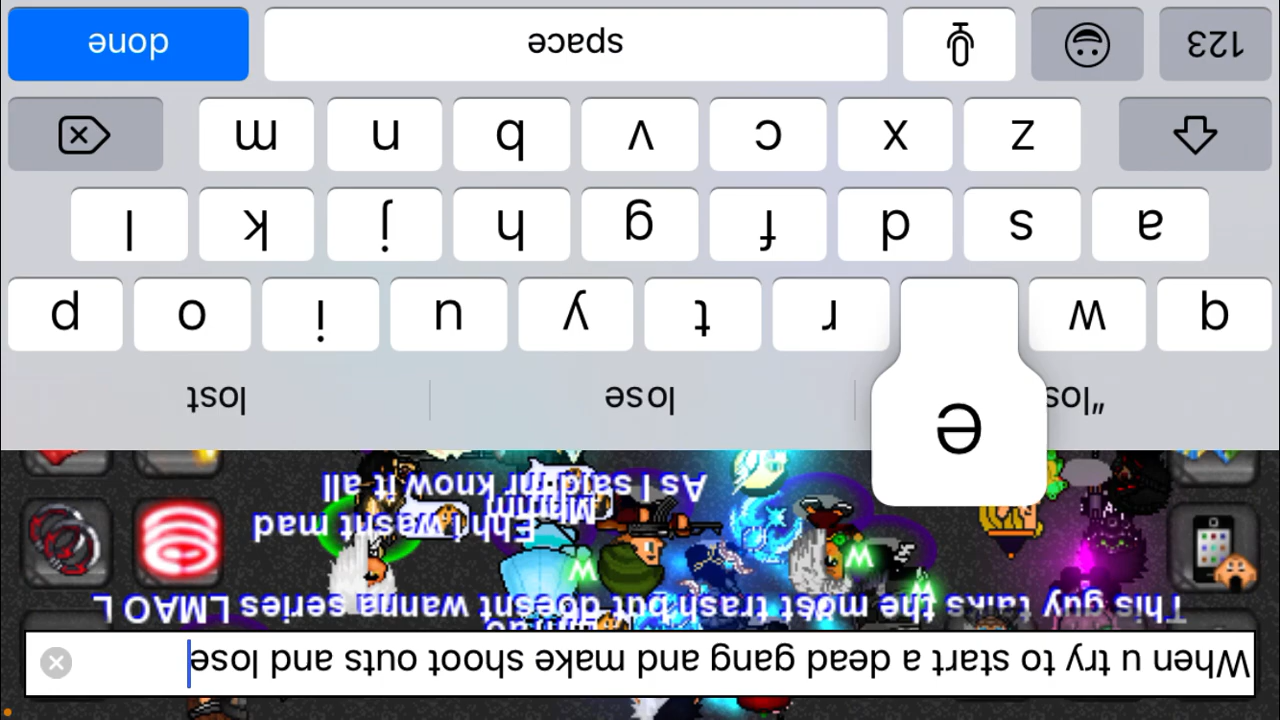 When u try to start a dead gang and make shoot outs and lose
This guy talks the most trash but doesnt wanna series LMAO L
Ehh i wasnt mad
As I said mr know it all
"los"
lose
lost
q w e r t y u i o p
a s d f g h j k l
z x c v b n m
123 space done